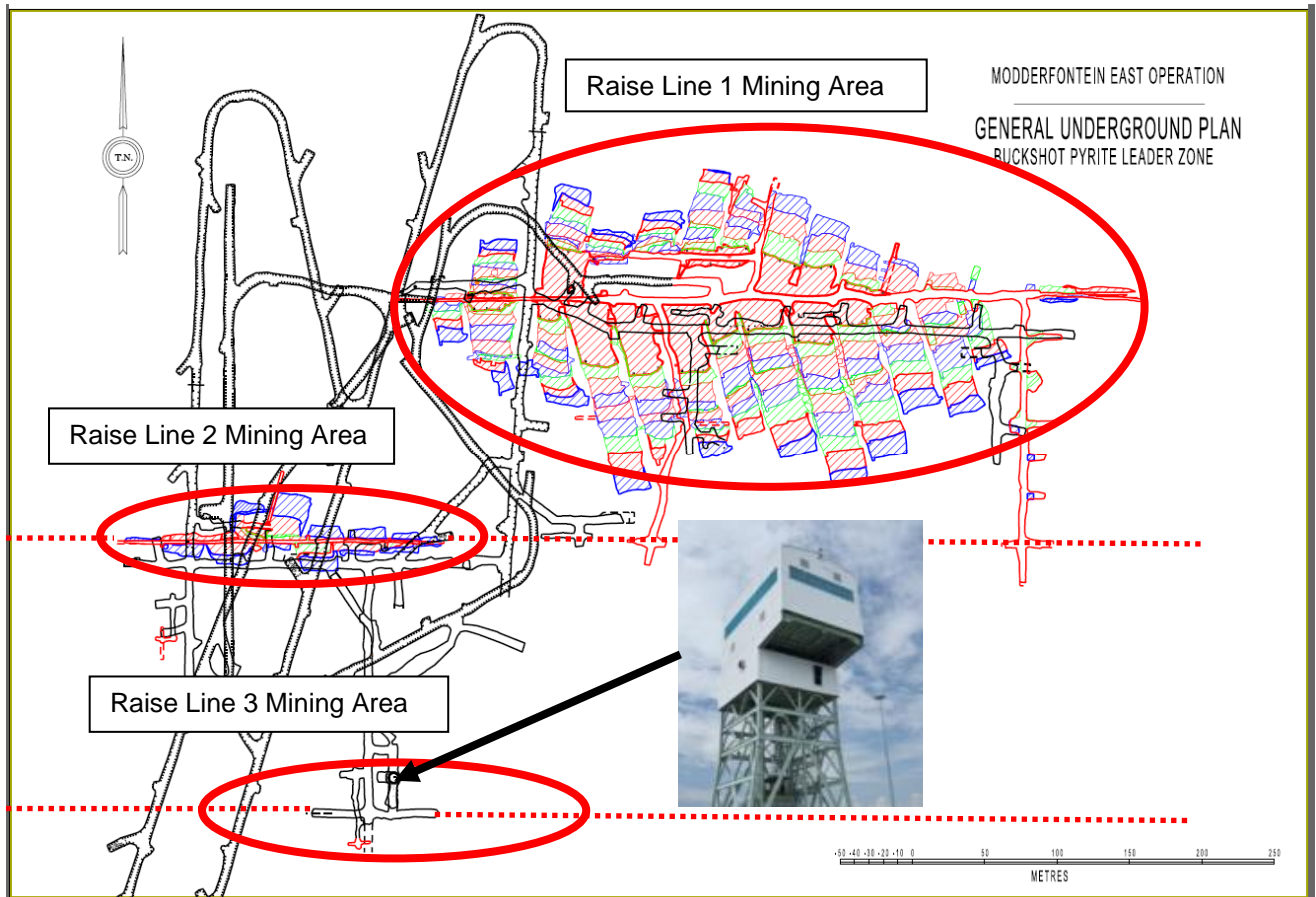 Raise Line 1 Mining Area
MODDERFONTEIN EAST OPERATION
GENERAL UNDERGROUND PLAN
BUCKSHOT PYRITE LEADER ZONE
T.N.
Raise Line 2 Mining Area
Raise Line 3 Mining Area
-50 -40 -30 -20 -10 0 50 100 150 200 250
METRES